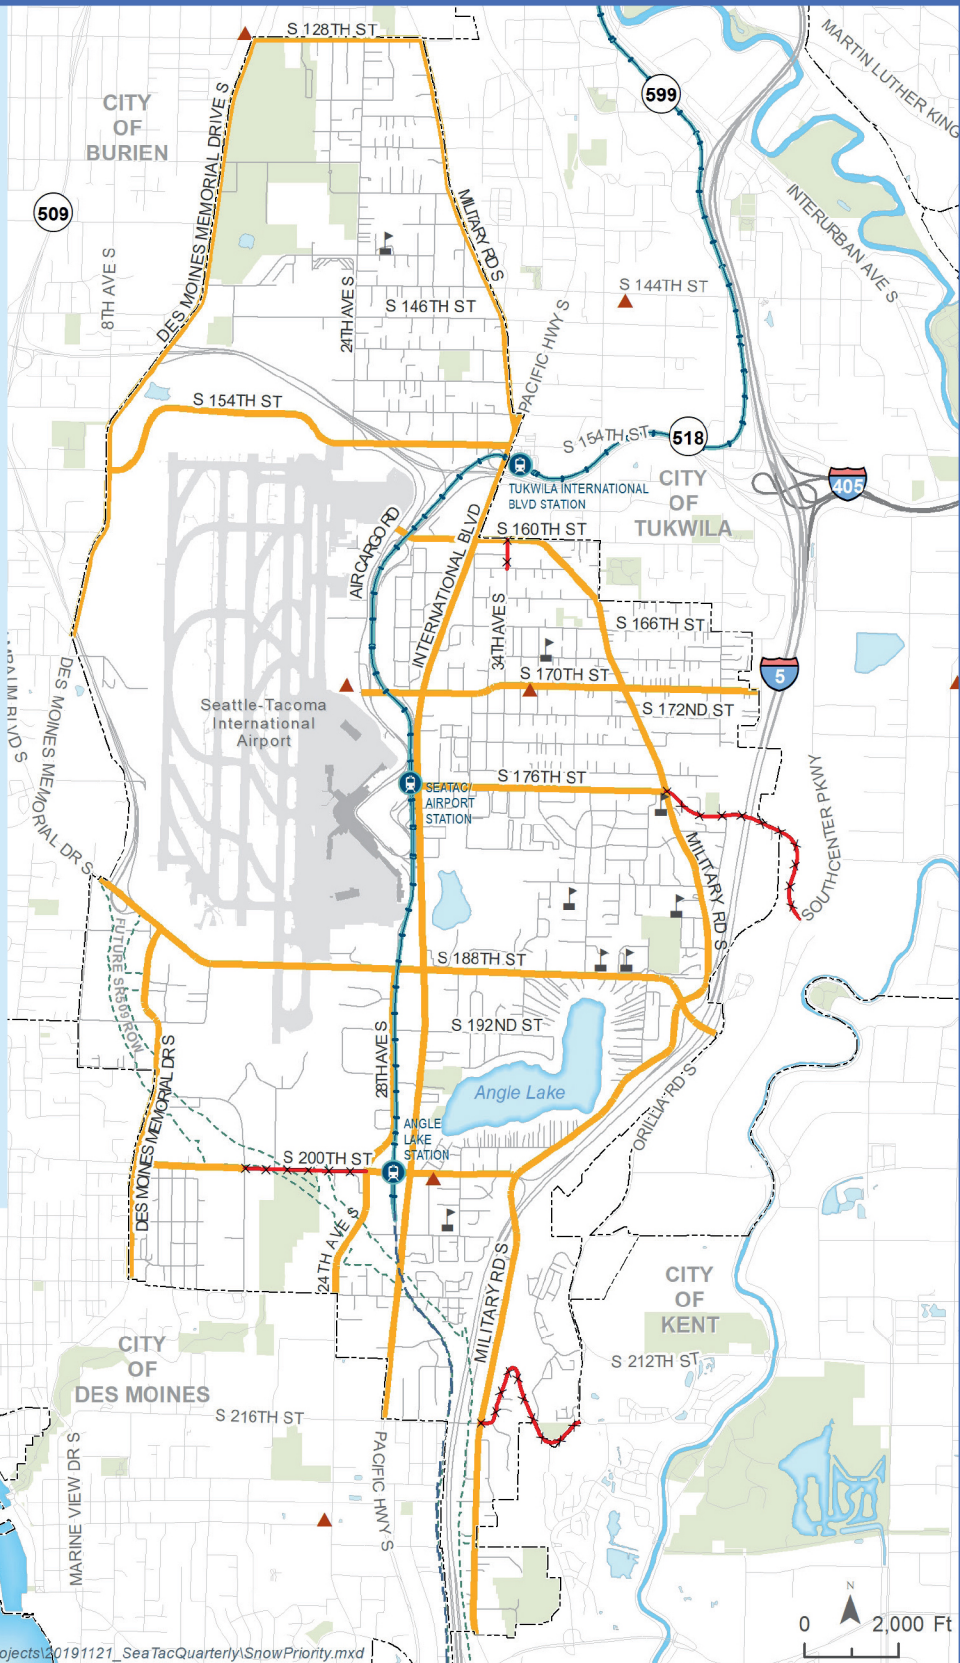 S 128TH ST
MARTIN LUTHER KING
CITY
OF
BURIEN
599
DES MOINES MEMORIAL DRIVE S
509
MILITARY RD S
INTERURBAN AVE S
8TH AVE S
24TH AVE S
S 146TH ST
S 144TH ST
PACIFIC HWY S
S 154TH ST
S 154TH ST
518
405
TUKWILA INTERNATIONAL
BLVD STATION
CITY
OF
TUKWILA
AIR CARGO RD
INTERNATIONAL BLVD
S 160TH ST
34TH AVE S
S 166TH ST
S 170TH ST
5
S 172ND ST
DES MOINES MEMORIAL DR S
Seattle-Tacoma
International
Airport
S 176TH ST
SEATAC/
AIRPORT
STATION
SOUTHCENTER PKWY
MILITARY RD S
FUTURE SR509 ROW
S 188TH ST
S 192ND ST
28TH AVE S
DES MOINES MEMORIAL DR S
Angle Lake
ORILLIA RD S
ANGLE
LAKE
STATION
S 200TH ST
24TH AVE S
MILITARY RD S
CITY
OF
KENT
CITY
OF
DES MOINES
S 212TH ST
S 216TH ST
MARINE VIEW DR S
PACIFIC HWY S
N
0 2,000 Ft
ojects\20191121_SeaTacQuarterly\SnowPriority.mxd